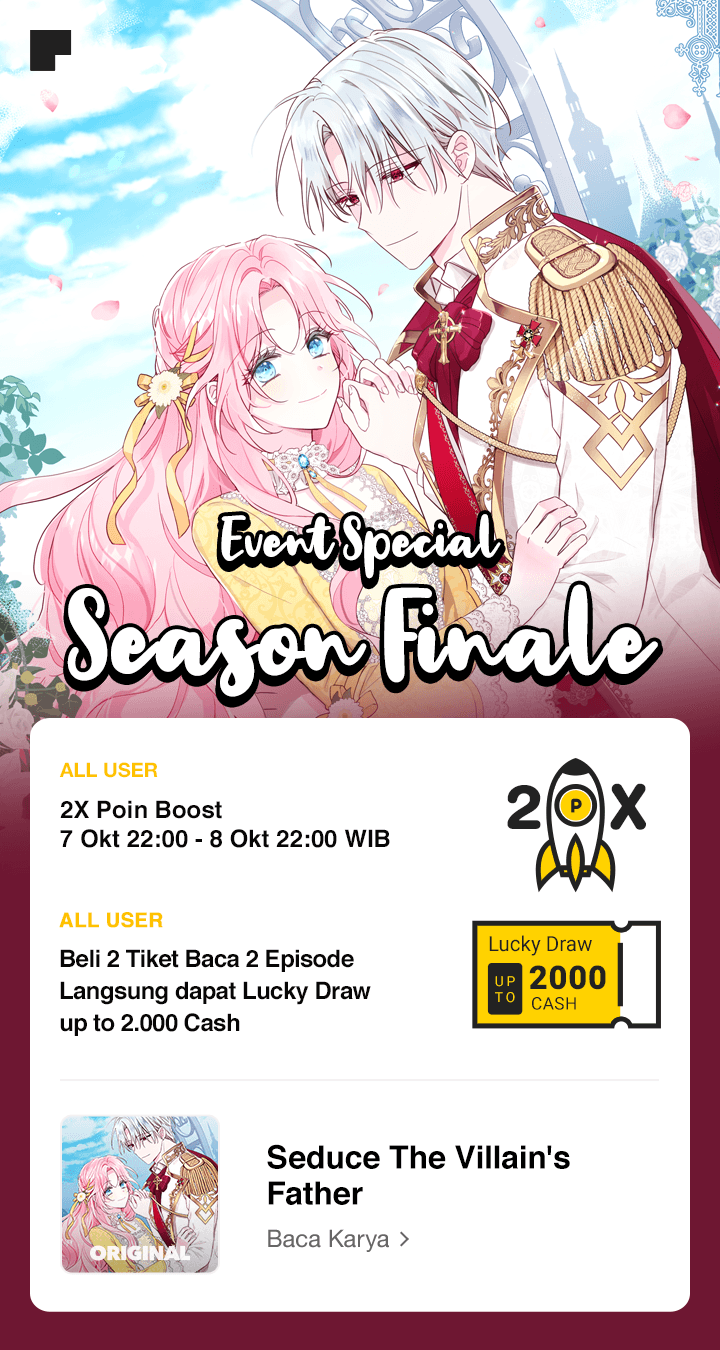 Event Special
Season Finale
ALL USER
2X Poin Boost
7 Okt 22:00 - 8 Okt 22:00 WIB
2 P X
ALL USER
Beli 2 Tiket Baca 2 Episode
Langsung dapat Lucky Draw
up to 2.000 Cash
Lucky Draw
UP TO 2000
CASH
ORIGINAL
Seduce The Villain's
Father
Baca Karya >